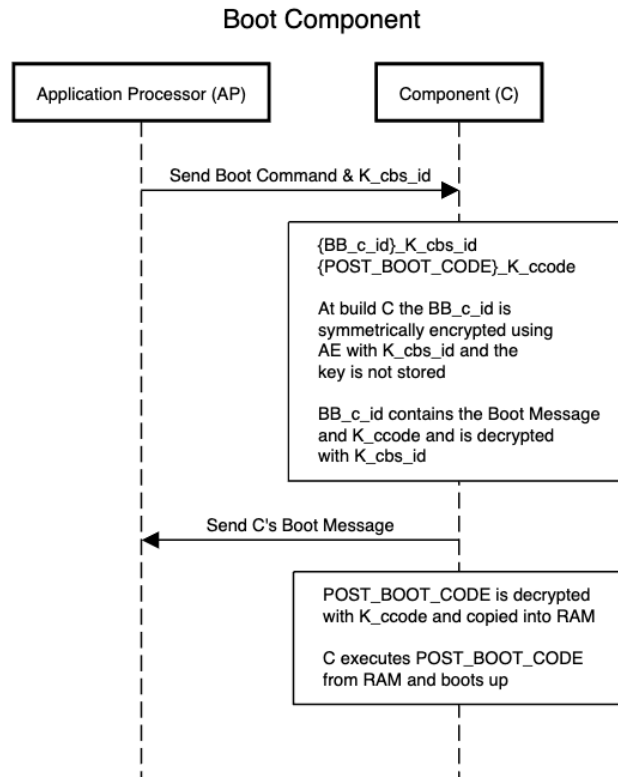 Boot Component
Application Processor (AP)
Component (C)
Send Boot Command & K_cbs_id
{BB_c_id}_K_cbs_id
{POST_BOOT_CODE}_K_ccode
At build C the BB_c_id is
symmetrically encrypted using
AE with K_cbs_id and the
key is not stored
BB_c_id contains the Boot Message
and K_ccode and is decrypted
with K_cbs_id
Send C's Boot Message
POST_BOOT_CODE is decrypted
with K_ccode and copied into RAM
C executes POST_BOOT_CODE
from RAM and boots up